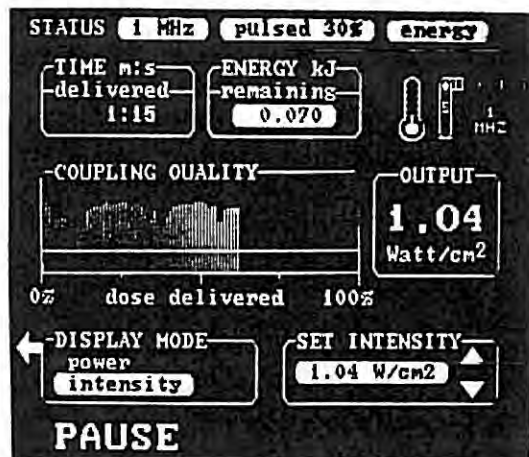 STATUS 1 MHz pulsed 30% energy
TIME m:s
delivered
1:15
ENERGY kJ
remaining
0.070
1
MHZ
COUPLING QUALITY
OUTPUT
1.04
Watt/cm2
0% dose delivered 100%
DISPLAY MODE
power
intensity
SET INTENSITY
1.04 W/cm2
PAUSE